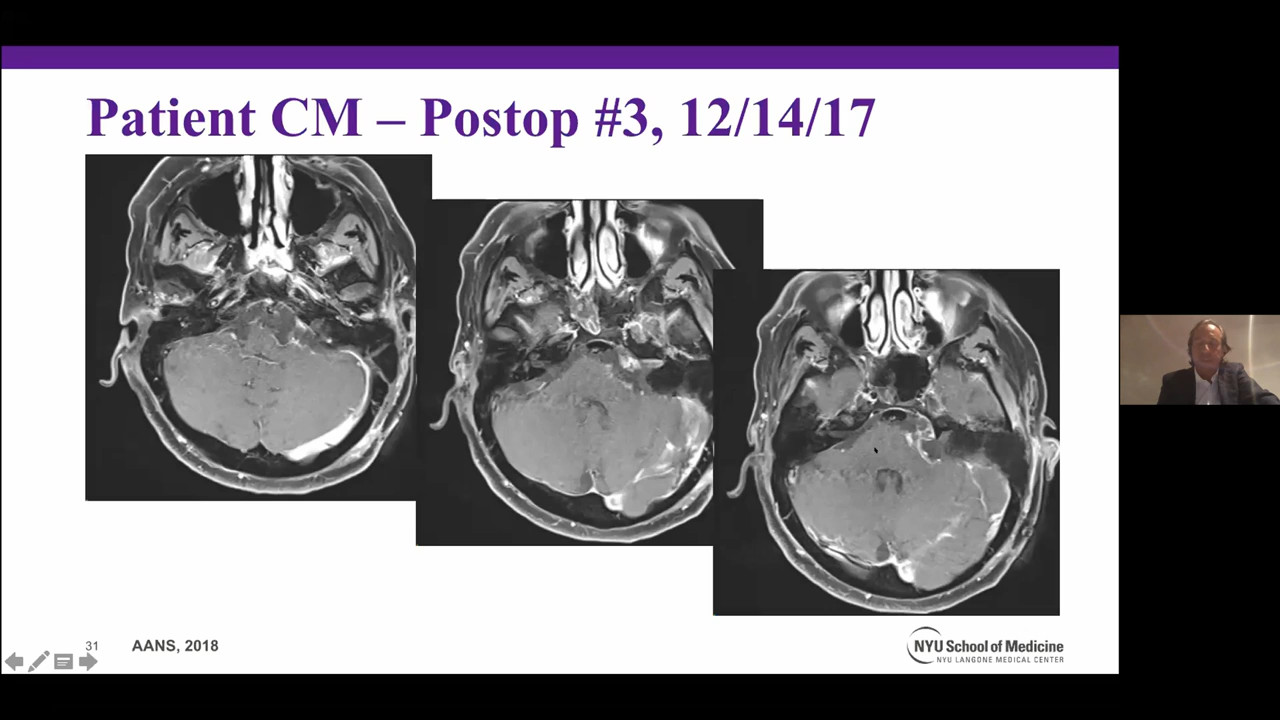 Patient CM – Postop #3, 12/14/17
31
AANS, 2018
NYU School of Medicine
NYU LANGONE MEDICAL CENTER